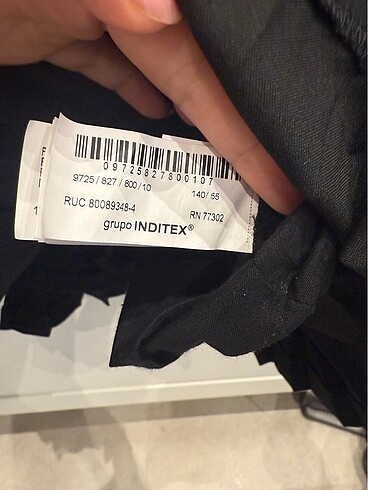 09725827800107
9725 / 827 / 800 / 10
140 / 55
RUC 80089348-4
RN 77302
grupo INDITEX®